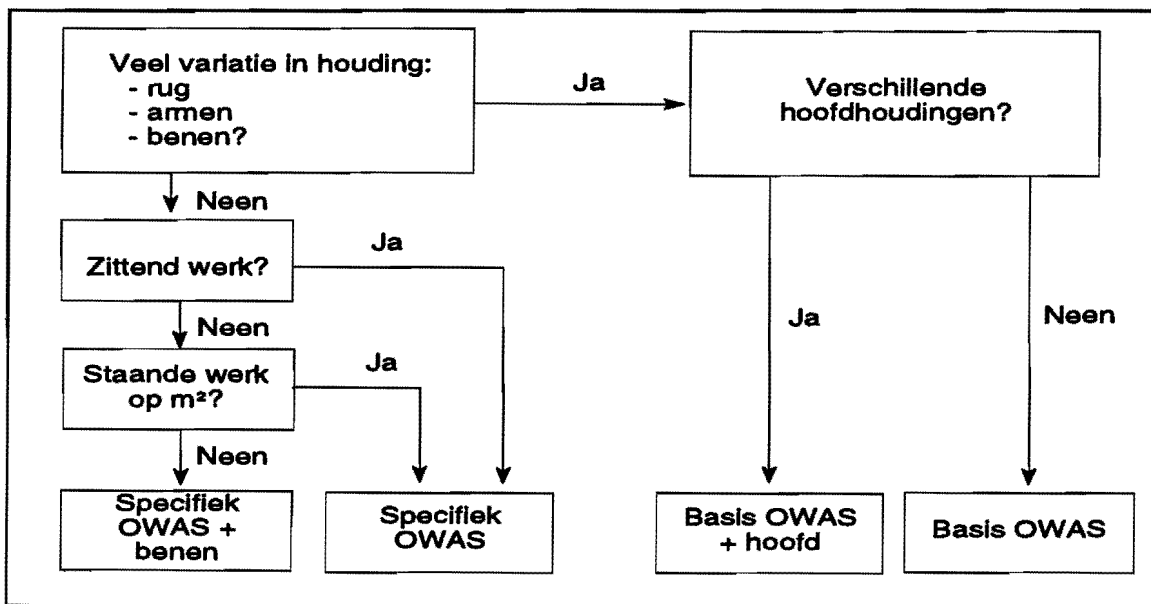 Veel variatie in houding:
- rug
- armen
- benen?
Ja
Verschillende
hoofdhoudingen?
Neen
Zittend werk?
Ja
Neen
Staande werk
op m²?
Ja
Neen
Ja
Neen
Specifiek
OWAS +
benen
Specifiek
OWAS
Basis OWAS
+ hoofd
Basis OWAS